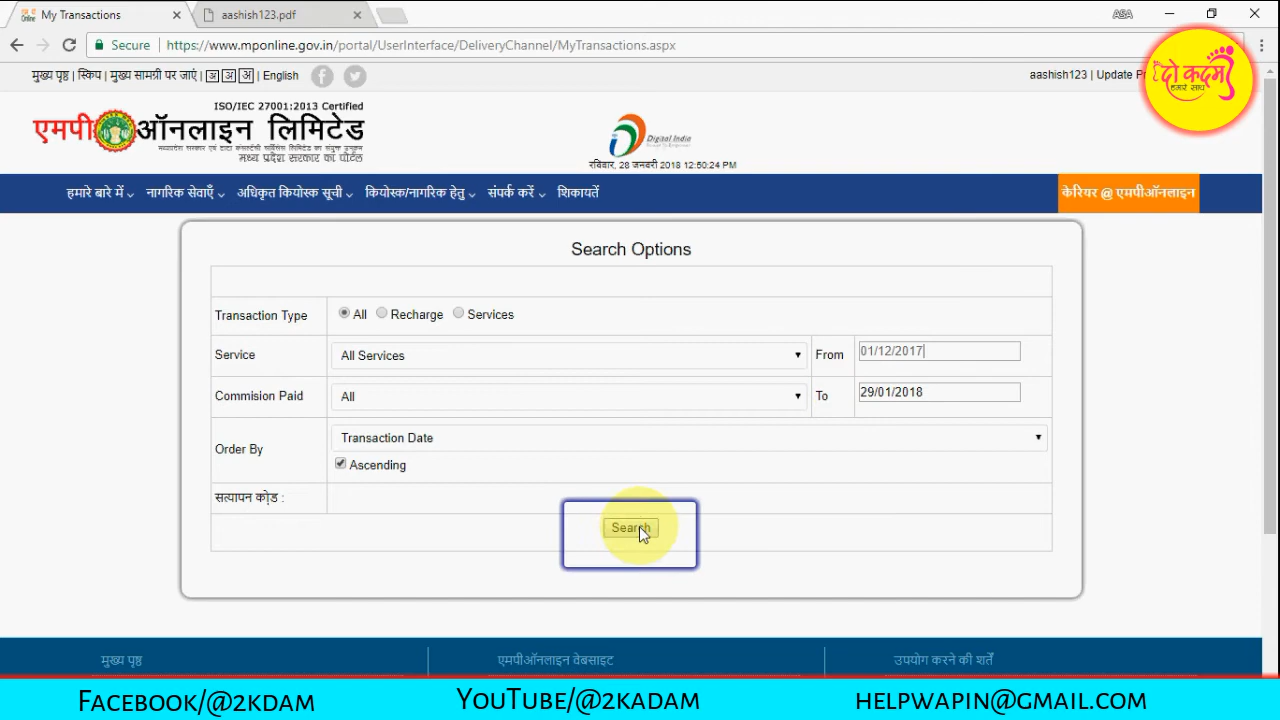 My Transactions
aashish123.pdf
ASA
Secure https://www.mponline.gov.in/portal/UserInterface/DeliveryChannel/MyTransactions.aspx
मुख्य पृष्ठ | स्किप | मुख्य सामग्री पर जाएं | अ अ अ | English
aashish123 | Update Pr
दो कदम
हमारे साथ
ISO/IEC 27001:2013 Certified
एमपी ऑनलाइन लिमिटेड
मध्य प्रदेश सरकार का पोर्टल
Digital India
रविवार, 28 जनवरी 2018 12:50:24 PM
हमारे बारे में नागरिक सेवाएँ अधिकृत कियोस्क सूची कियोस्क/नागरिक हेतु संपर्क करें शिकायतें
केरियर @ एमपीऑनलाइन
Search Options
Transaction Type All Recharge Services
Service All Services From 01/12/2017
Commision Paid All To 29/01/2018
Order By Transaction Date
Ascending
सत्यापन कोड :
Search
मुख्य पृष्ठ एमपीऑनलाइन वेबसाइट उपयोग करने की शर्तें
Facebook/@2kdam YouTube/@2kadam helpwapin@gmail.com